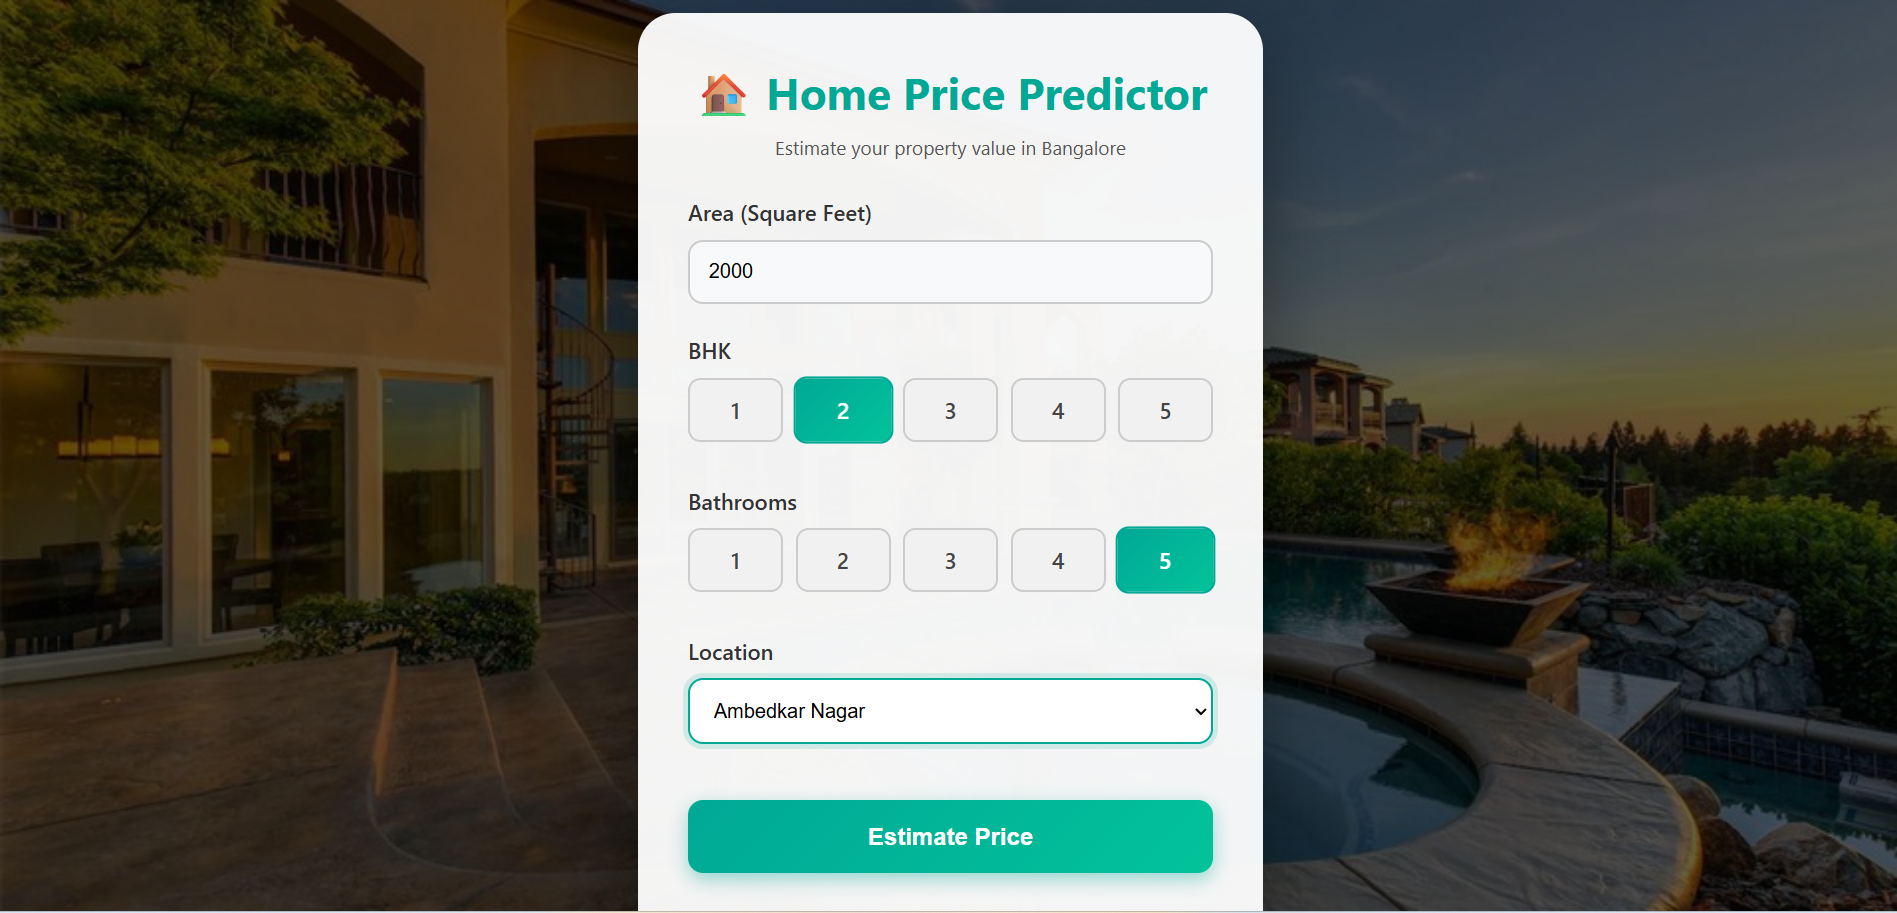 Home Price Predictor
Estimate your property value in Bangalore
Area (Square Feet)
2000
BHK
1 2 3 4 5
Bathrooms
1 2 3 4 5
Location
Ambedkar Nagar
Estimate Price